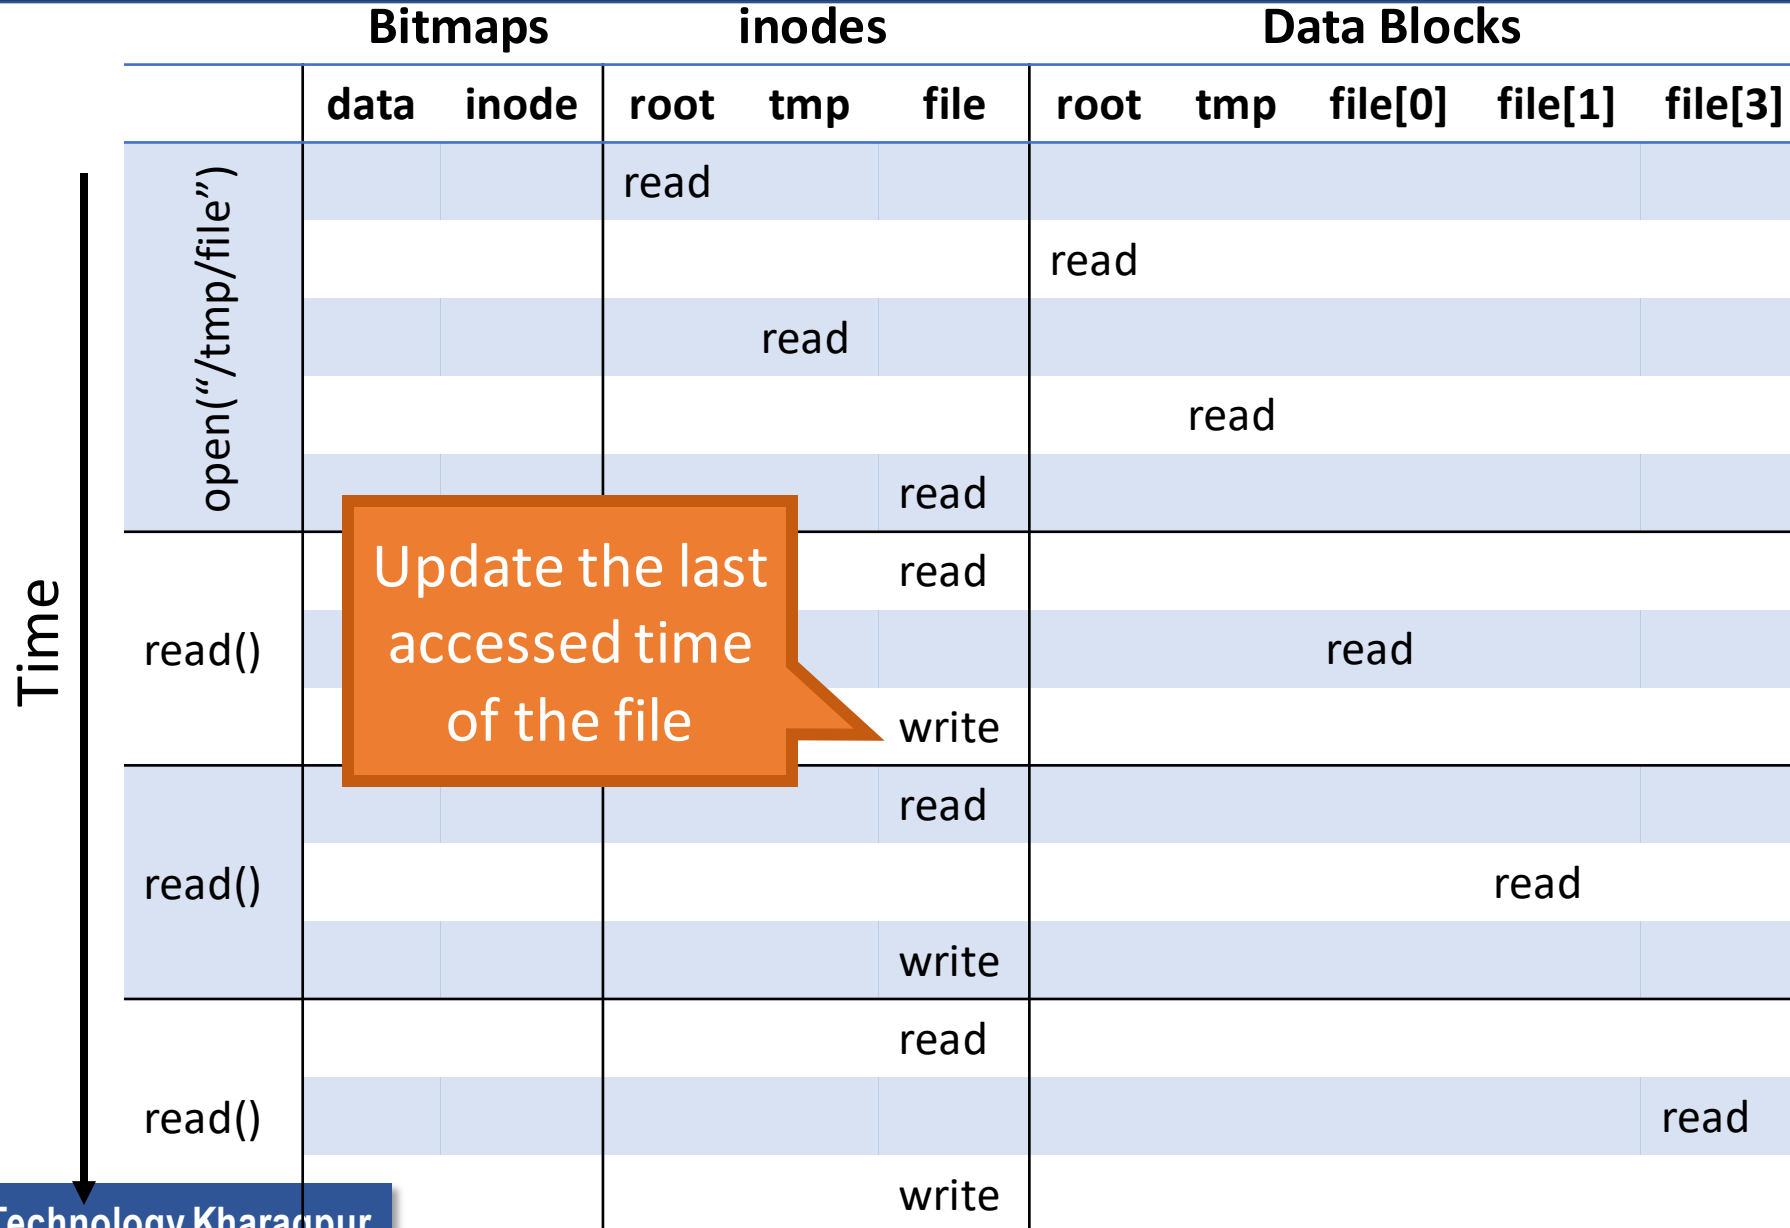 Bitmaps inodes Data Blocks
data inode root tmp file root tmp file[0] file[1] file[3]
Time
open(“/tmp/file”)
read
read
read
read
read
read()
read
read
write
Update the last
accessed time
of the file
read()
read
read
write
read()
read
read
write
Technology Kharagpur